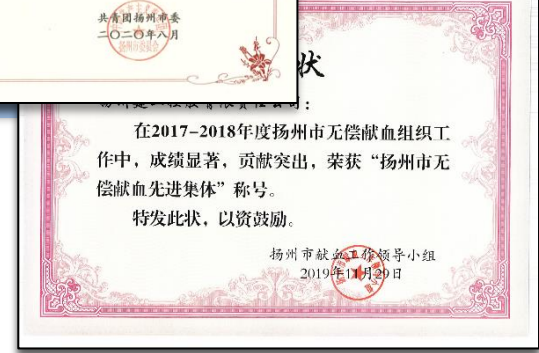 共青团扬州市委
二〇二〇年八月
状
在2017-2018年度扬州市无偿献血组织工
作中，成绩显著，贡献突出，荣获“扬州市无
偿献血先进集体”称号。
特发此状，以资鼓励。
扬州市献血工作领导小组
2019年11月29日